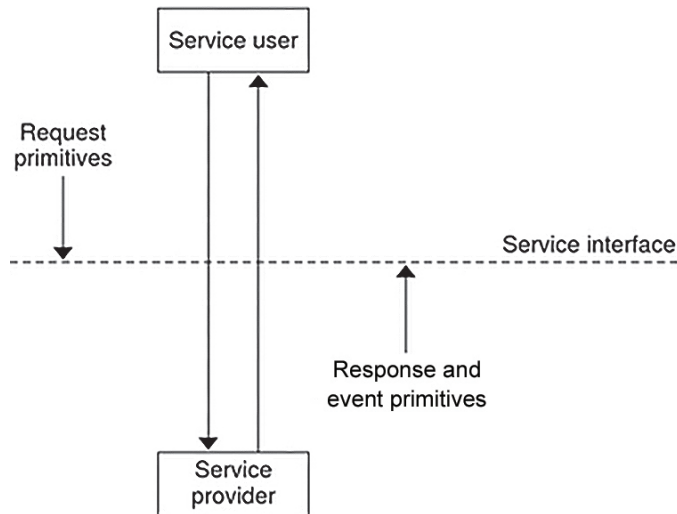 Service user
Request
primitives
Service interface
Response and
event primitives
Service
provider